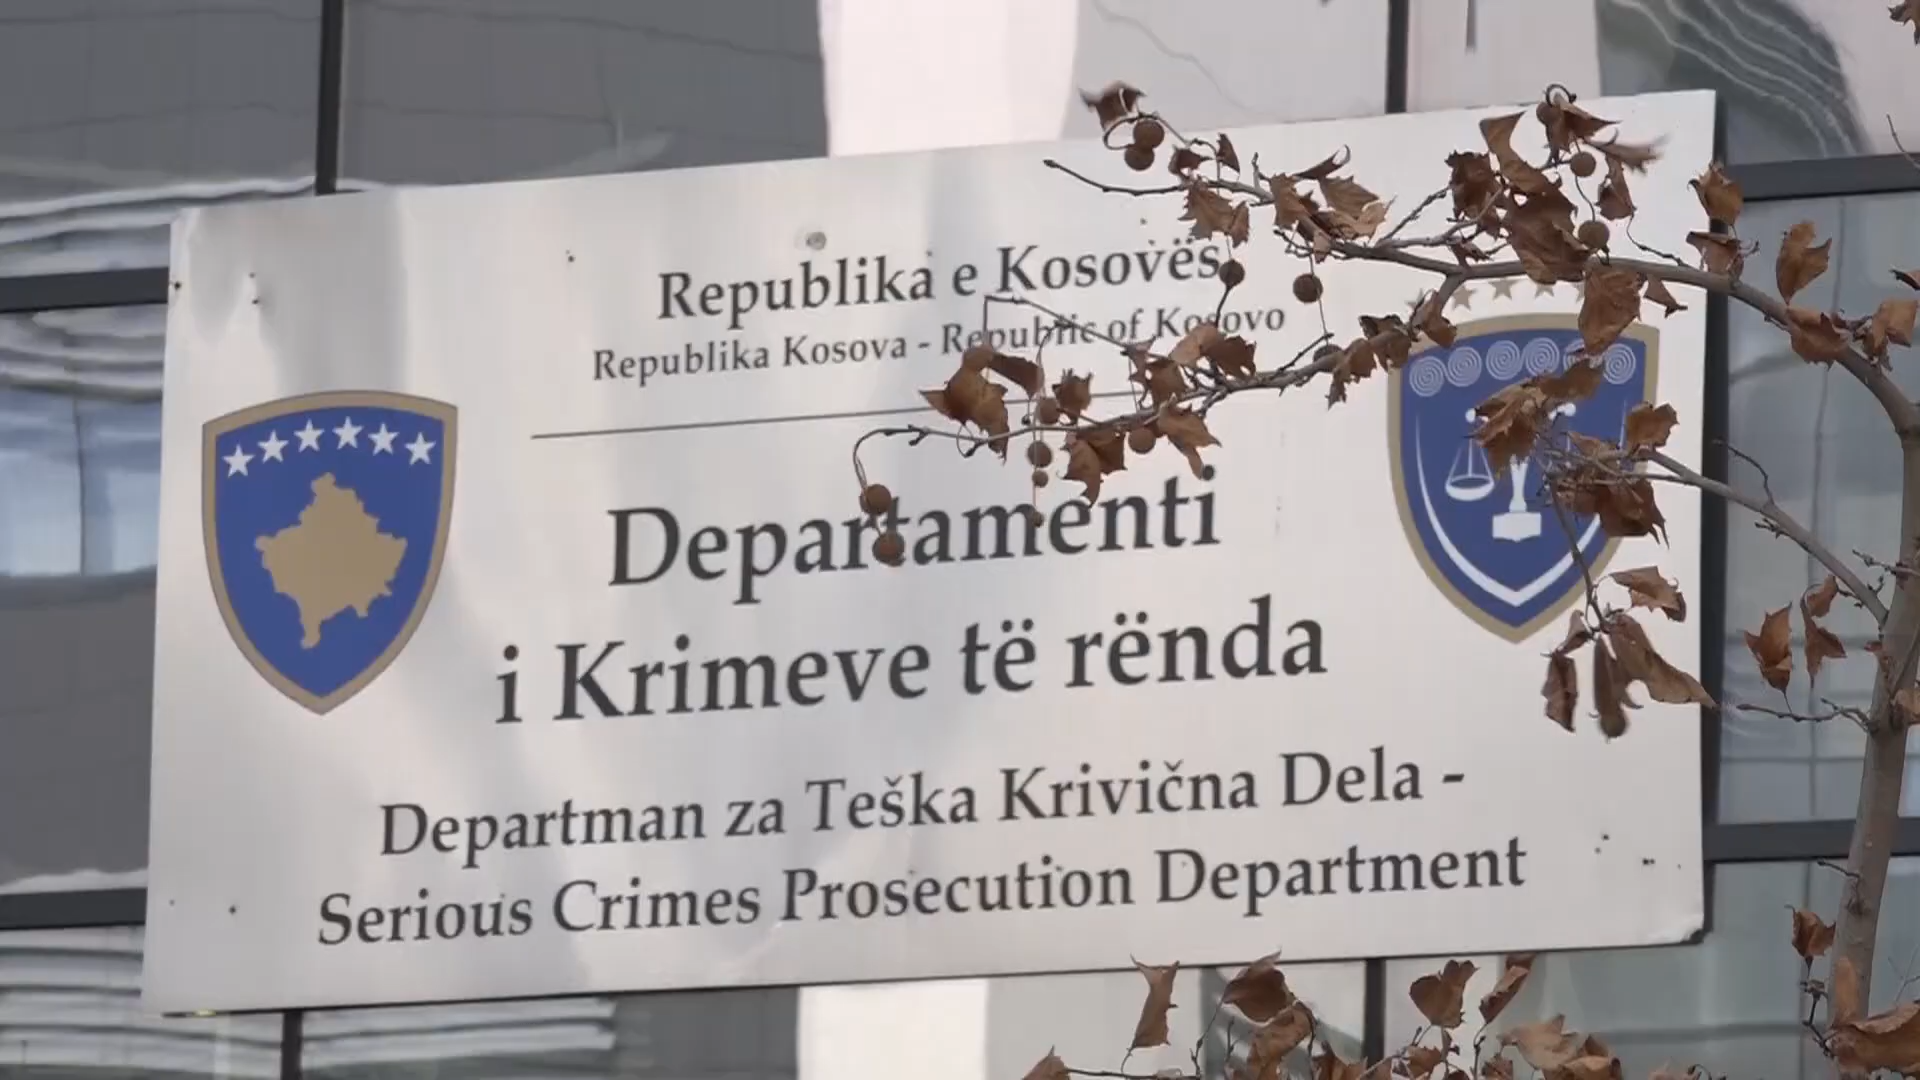 Republika e Kosovës
Republika Kosova - Republic of Kosovo
Departamenti
i Krimeve të rënda
Departman za Teška Krivična Dela -
Serious Crimes Prosecution Department